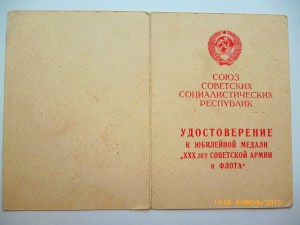 СОЮЗ
СОВЕТСКИХ
СОЦИАЛИСТИЧЕСКИХ
РЕСПУБЛИК
УДОСТОВЕРЕНИЕ
К ЮБИЛЕЙНОЙ МЕДАЛИ
„XXX ЛЕТ СОВЕТСКОЙ АРМИИ
И ФЛОТА“